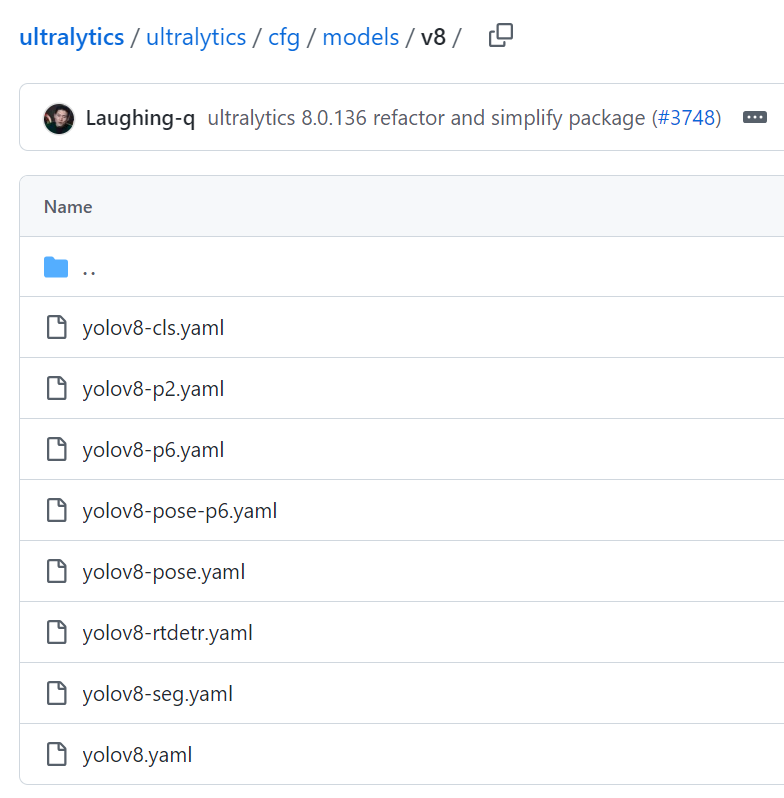 ultralytics / ultralytics / cfg / models / v8 /
Laughing-q ultralytics 8.0.136 refactor and simplify package (#3748)
Name
..
yolov8-cls.yaml
yolov8-p2.yaml
yolov8-p6.yaml
yolov8-pose-p6.yaml
yolov8-pose.yaml
yolov8-rtdetr.yaml
yolov8-seg.yaml
yolov8.yaml